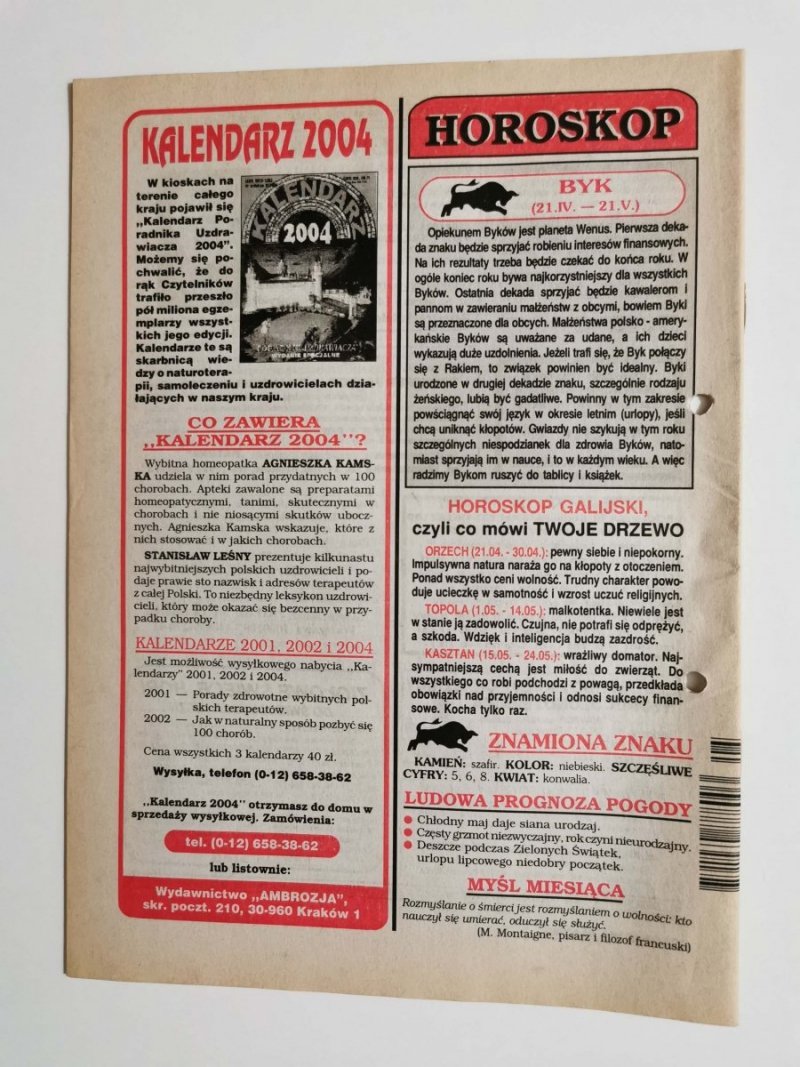 KALENDARZ 2004
W kioskach na
terenie całego
kraju pojawił się
,,Kalendarz Po-
radnika Uzdra-
wiacza 2004".
Możemy się po-
chwalić, że do
rąk Czytelników
trafiło przeszło
pół miliona egze-
mplarzy wszyst-
kich jego edycji.
Kalendarze te są
skarbnicą wie-
dzy o naturotera-
pii, samoleczeniu i uzdrowicielach dzia-
łających w naszym kraju.
KALENDARZ
2004
WYDANIE SPECJALNE
CO ZAWIERA
,,KALENDARZ 2004"?
Wybitna homeopatka AGNIESZKA KAMS-
KA udziela w nim porad przydatnych w 100
chorobach. Apteki zawalone są preparatami
homeopatycznymi, tanimi, skutecznymi w
chorobach i nie niosącymi skutków ubocz-
nych. Agnieszka Kamska wskazuje, które z
nich stosować i w jakich chorobach.
STANISŁAW LEŚNY prezentuje kilkunastu
najwybitniejszych polskich uzdrowicieli i po-
daje prawie sto nazwisk i adresów terapeutów
z całej Polski. To niezbędny leksykon uzdrowi-
cieli, który może okazać się bezcenny w przy-
padku choroby.
KALENDARZE 2001, 2002 i 2004
Jest możliwość wysyłkowego nabycia ,,Ka-
lendarzy" 2001, 2002 i 2004.
2001 — Porady zdrowotne wybitnych pol-
skich terapeutów.
2002 — Jak w naturalny sposób pozbyć się
100 chorób.
Cena wszystkich 3 kalendarzy 40 zł.
Wysyłka, telefon (0-12) 658-38-62
,,Kalendarz 2004" otrzymasz do domu w
sprzedaży wysyłkowej. Zamówienia:
tel. (0-12) 658-38-62
lub listownie:
Wydawnictwo ,,AMBROZJA",
skr. poczt. 210, 30-960 Kraków 1
HOROSKOP
BYK
(21.IV. — 21.V.)
Opiekunem Byków jest planeta Wenus. Pierwsza deka-
da znaku będzie sprzyjać robieniu interesów finansowych.
Na ich rezultaty trzeba będzie czekać do końca roku. W
ogóle koniec roku bywa najkorzystniejszy dla wszystkich
Byków. Ostatnia dekada sprzyjać będzie kawalerom i
pannom w zawieraniu małżeństw z obcymi, bowiem Byki
są przeznaczone dla obcych. Małżeństwa polsko - amery-
kańskie Byków są uważane za udane, a ich dzieci
wykazują duże uzdolnienia. Jeżeli trafi się, że Byk połączy
się z Rakiem, to związek powinien być idealny. Byki
urodzone w drugiej dekadzie znaku, szczególnie rodzaju
żeńskiego, lubią być gadatliwe. Powinny w tym zakresie
powściągnąć swój język w okresie letnim (urlopy), jeśli
chcą uniknąć kłopotów. Gwiazdy nie szykują w tym roku
szczególnych niespodzianek dla zdrowia Byków, nato-
miast sprzyjają im w nauce, i to w każdym wieku. A więc
radzimy Bykom ruszyć do tablicy i książek.
HOROSKOP GALIJSKI,
czyli co mówi TWOJE DRZEWO
ORZECH (21.04. - 30.04.): pewny siebie i niepokorny.
Impulsywna natura naraża go na kłopoty z otoczeniem.
Ponad wszystko ceni wolność. Trudny charakter powo-
duje ucieczkę w samotność i wzrost uczuć religijnych.
TOPOLA (1.05. - 14.05.): malkotentka. Niewiele jest
w stanie ją zadowolić. Czujna, nie potrafi się odprężyć,
a szkoda. Wdzięk i inteligencja budzą zazdrość.
KASZTAN (15.05. - 24.05.): wrażliwy domator. Naj-
sympatniejszą cechą jest miłość do zwierząt. Do
wszystkiego co robi podchodzi z powagą, przedkłada
obowiązki nad przyjemności i odnosi sukcecy finan-
sowe. Kocha tylko raz.
ZNAMIONA ZNAKU
KAMIEŃ: szafir. KOLOR: niebieski. SZCZĘŚLIWE
CYFRY: 5, 6, 8. KWIAT: konwalia.
LUDOWA PROGNOZA POGODY
● Chłodny maj daje siana urodzaj.
● Częsty grzmot niezwyczajny, rok czyni nieurodzajny.
● Deszcze podczas Zielonych Świątek,
urlopu lipcowego niedobry początek.
MYŚL MIESIĄCA
Rozmyślanie o śmierci jest rozmyślaniem o wolności: kto
nauczył się umierać, oduczył się służyć.
(M. Montaigne, pisarz i filozof francuski)